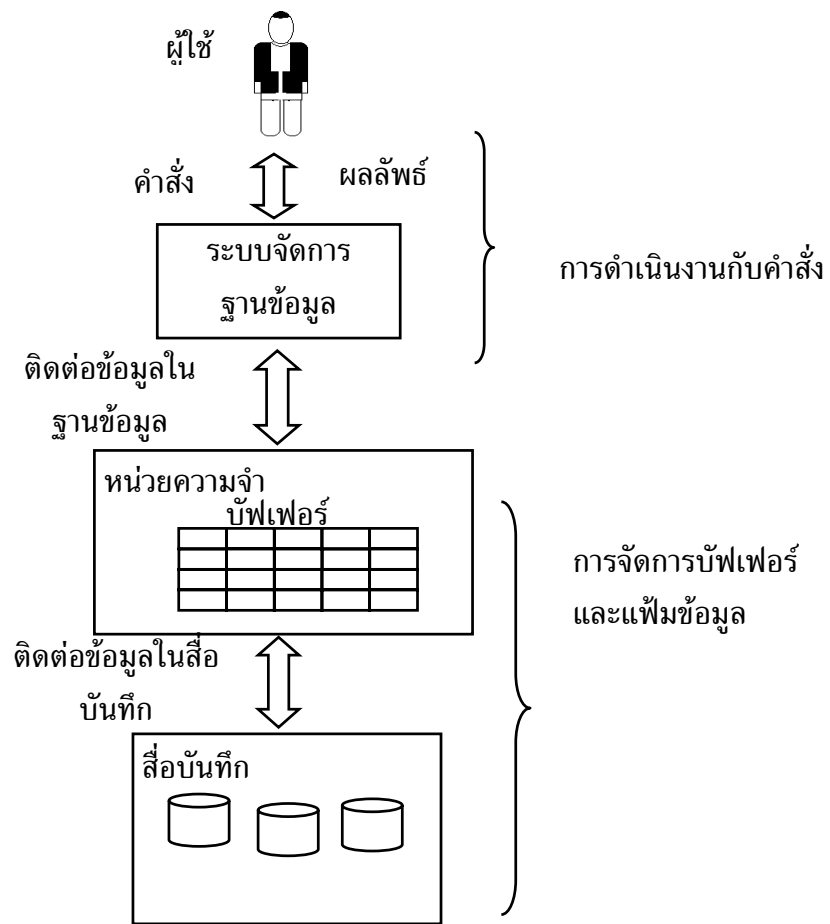 ผู้ใช้
คำสั่ง
ผลลัพธ์
ระบบจัดการ
ฐานข้อมูล
การดำเนินงานกับคำสั่ง
ติดต่อข้อมูลใน
ฐานข้อมูล
หน่วยความจำ
บัฟเฟอร์
การจัดการบัฟเฟอร์
และแฟ้มข้อมูล
ติดต่อข้อมูลในสื่อ
บันทึก
สื่อบันทึก